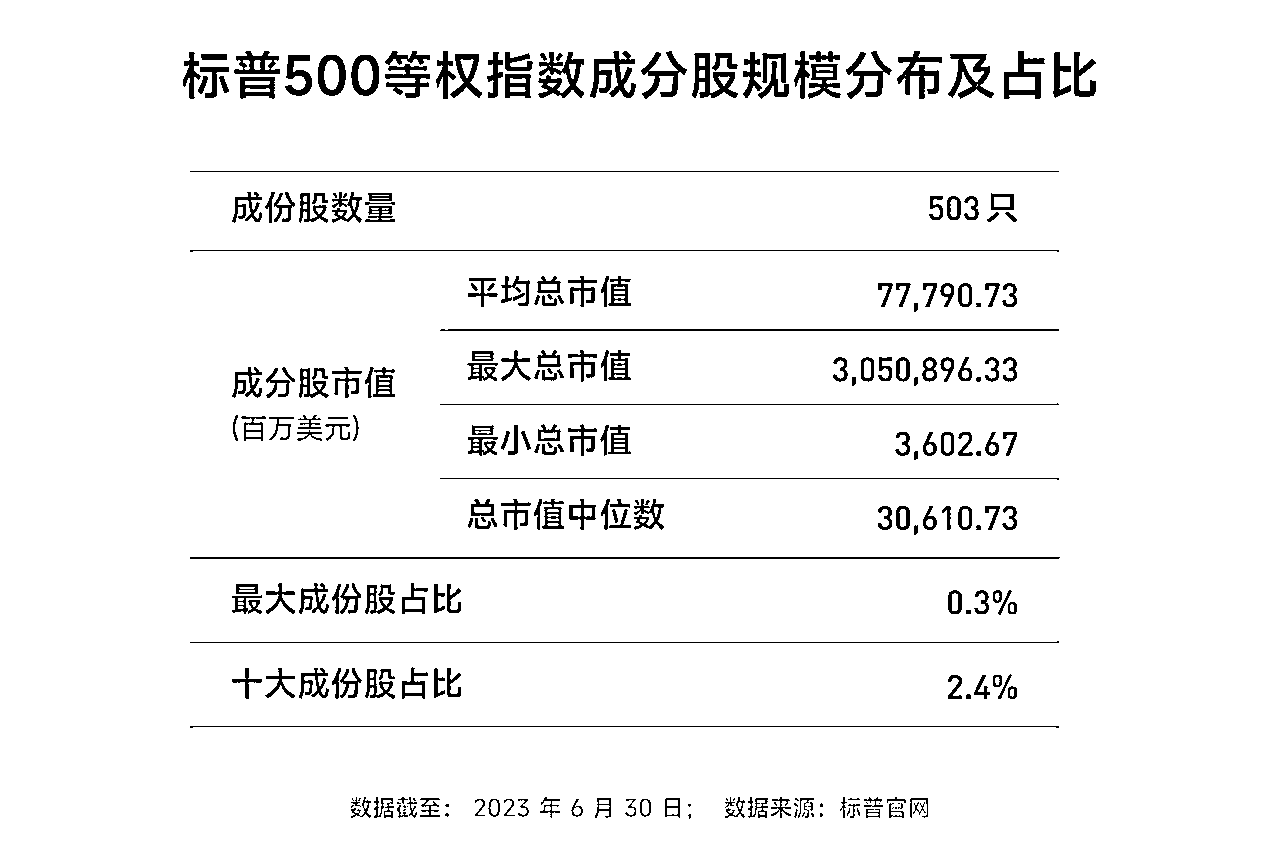 标普500等权指数成分股规模分布及占比
成份股数量 503 只
平均总市值 77,790.73
最大总市值 3,050,896.33
成分股市值
(百万美元)
最小总市值 3,602.67
总市值中位数 30,610.73
最大成份股占比 0.3%
十大成份股占比 2.4%
数据截至： 2023 年 6 月 30 日； 数据来源：标普官网